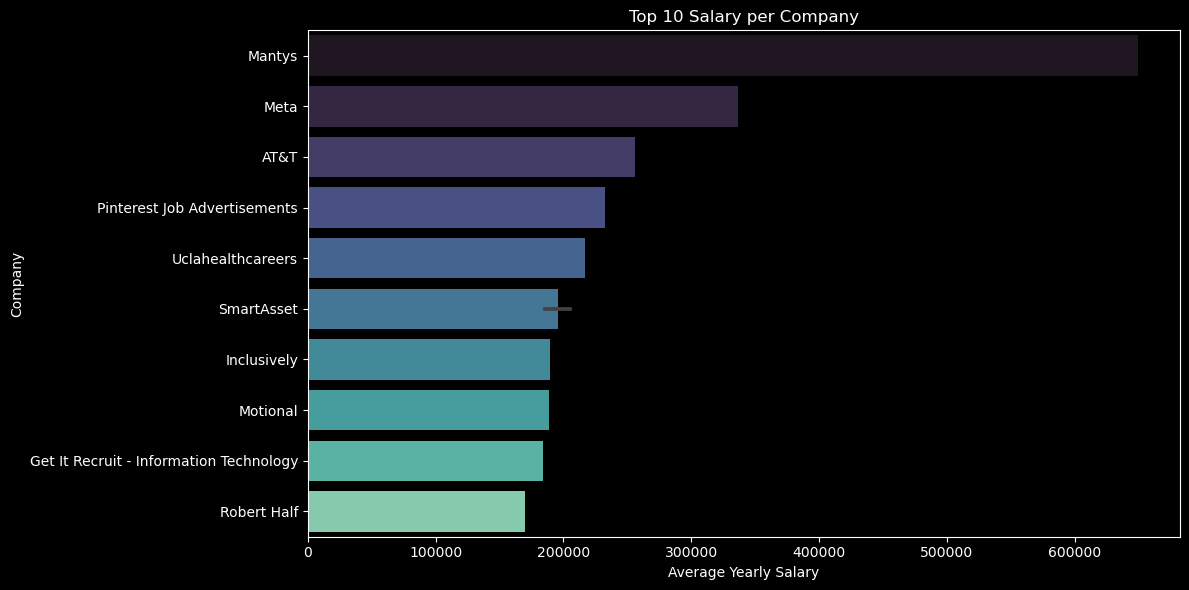 Top 10 Salary per Company
Company
Mantys
Meta
AT&T
Pinterest Job Advertisements
Uclahealthcareers
SmartAsset
Inclusively
Motional
Get It Recruit - Information Technology
Robert Half
0 100000 200000 300000 400000 500000 600000
Average Yearly Salary